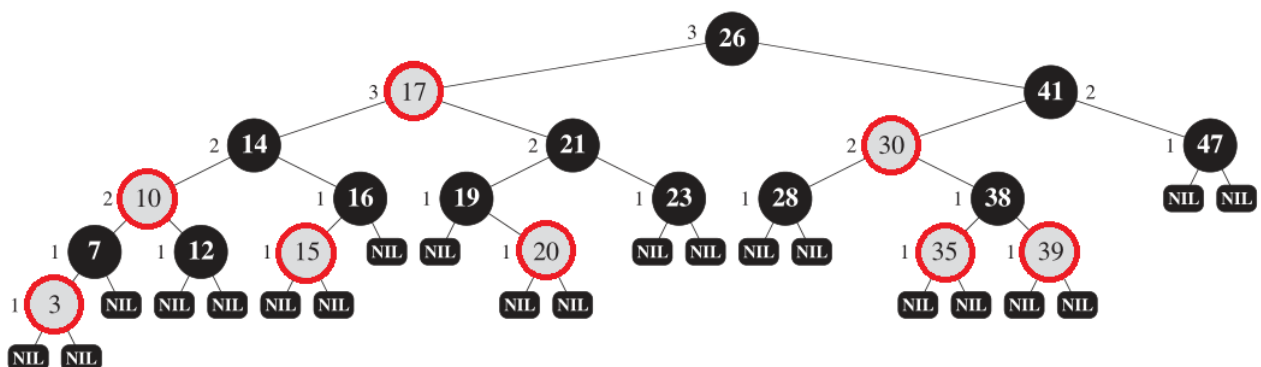 3 26
3 17 41 2
2 14 2 21 2 30 1 47
NIL NIL
2 10 1 16 1 19 1 23 1 28 1 38
1 7 1 12 1 15 NIL NIL 1 20 NIL NIL NIL NIL 1 35 1 39
1 3 NIL NIL NIL NIL NIL NIL NIL NIL NIL NIL NIL NIL
NIL NIL